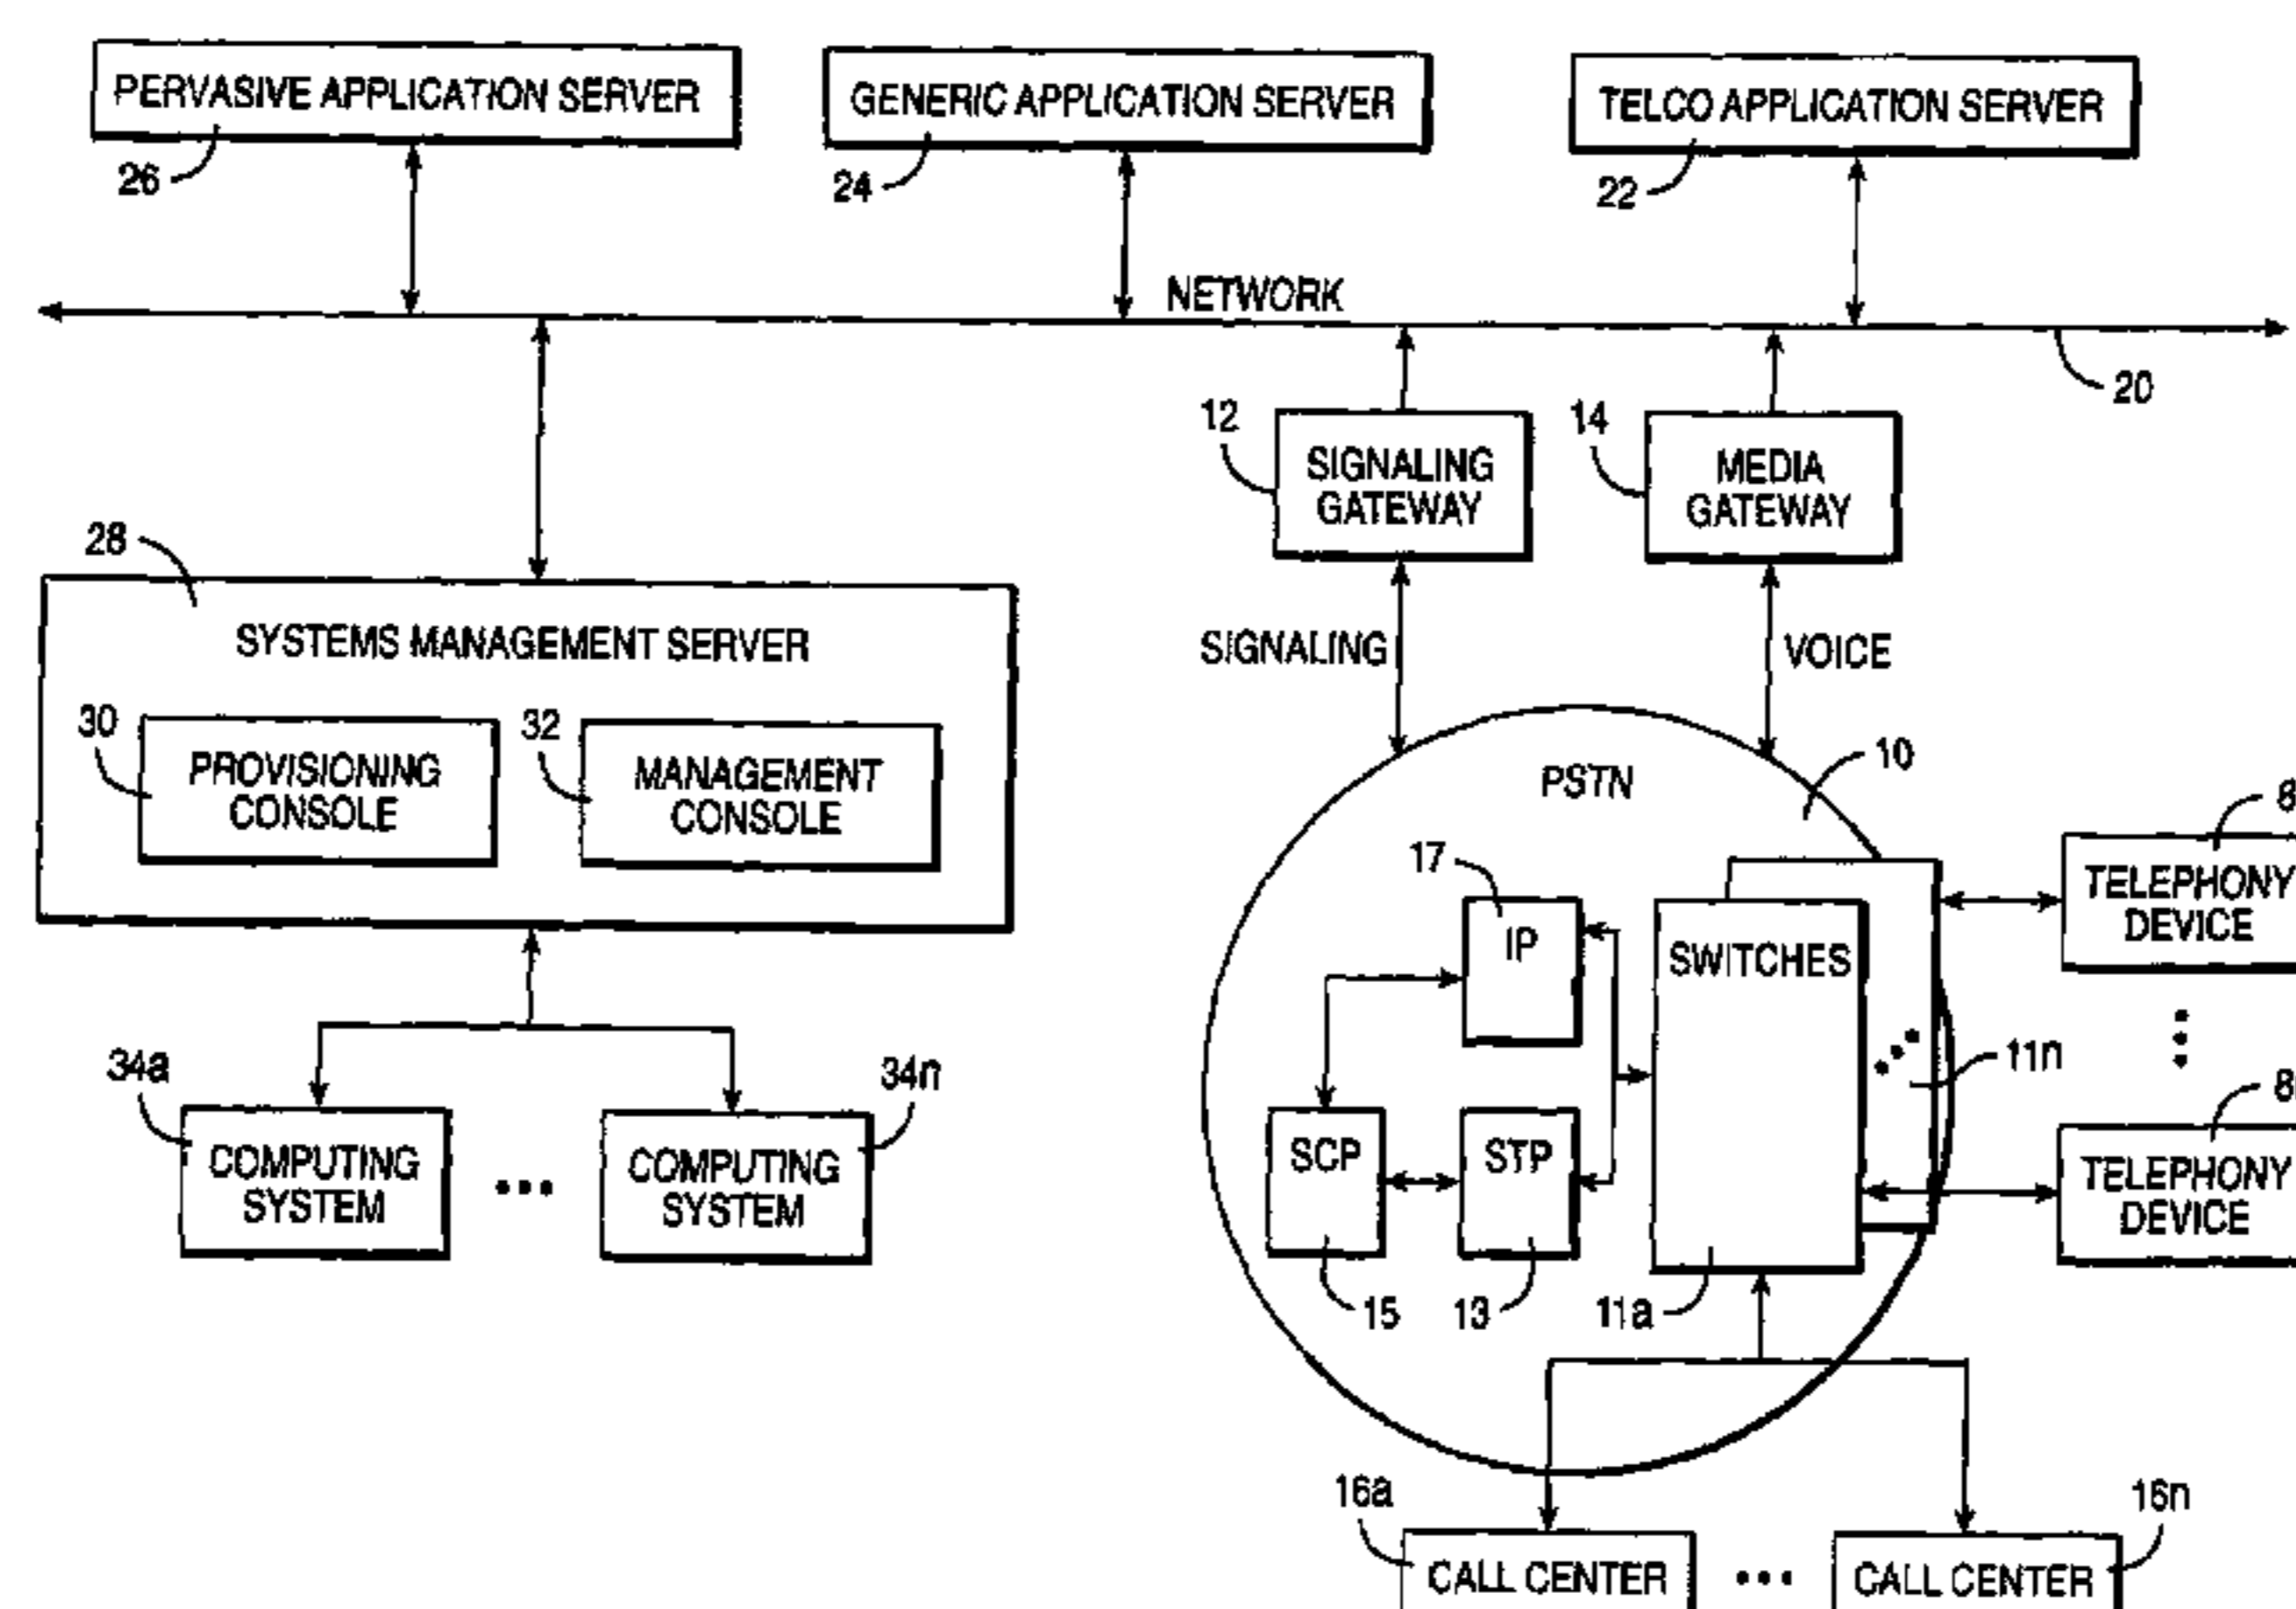 PERVASIVE APPLICATION SERVER
GENERIC APPLICATION SERVER
TELCO APPLICATION SERVER
26
24
22
NETWORK
20
12
SIGNALING
GATEWAY
14
MEDIA
GATEWAY
28
SYSTEMS MANAGEMENT SERVER
SIGNALING
VOICE
30
PROVISIONING
CONSOLE
32
MANAGEMENT
CONSOLE
PSTN
10
8
TELEPHONY
DEVICE
17
IP
SWITCHES
11n
34a
COMPUTING
SYSTEM
•••
34n
COMPUTING
SYSTEM
SCP
STP
8
TELEPHONY
DEVICE
15
13
11a
16a
CALL CENTER
•••
16n
CALL CENTER